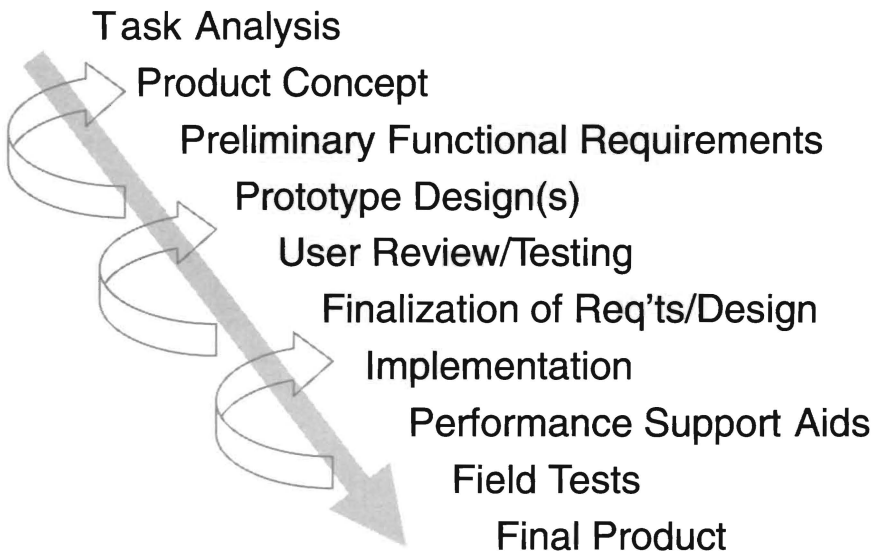 Task Analysis
Product Concept
Preliminary Functional Requirements
Prototype Design(s)
User Review/Testing
Finalization of Req'ts/Design
Implementation
Performance Support Aids
Field Tests
Final Product